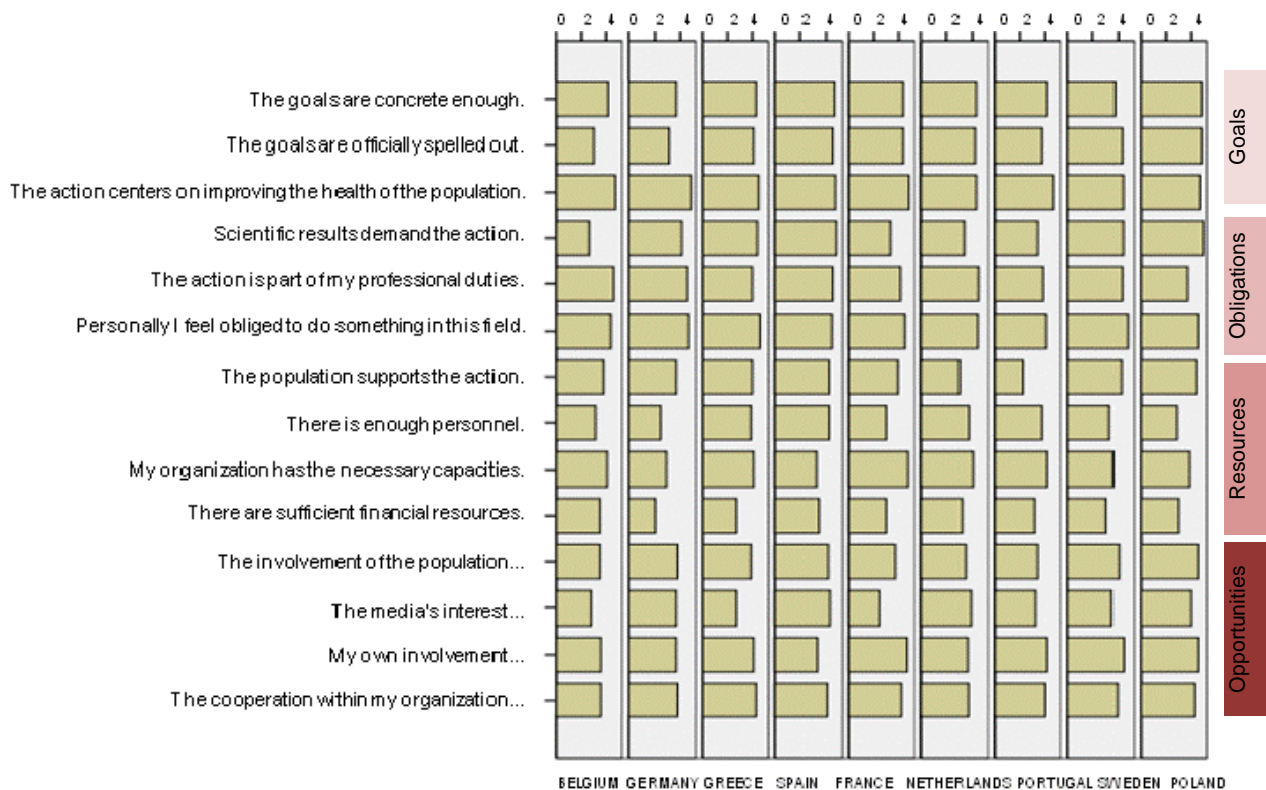 0 2 4 0 2 4 0 2 4 0 2 4 0 2 4 0 2 4 0 2 4 0 2 4 0 2 4
The goals are concrete enough.
The goals are officially spelled out.
The action centers on improving the health of the population.
Scientific results demand the action.
The action is part of my professional duties.
Personally I feel obliged to do something in this field.
The population supports the action.
There is enough personnel.
My organization has the necessary capacities.
There are sufficient financial resources.
The involvement of the population...
The media's interest...
My own involvement...
The cooperation within my organization...
Goals
Obligations
Resources
Opportunities
BELGIUM GERMANY GREECE SPAIN FRANCE NETHERLANDS PORTUGAL SWEDEN POLAND